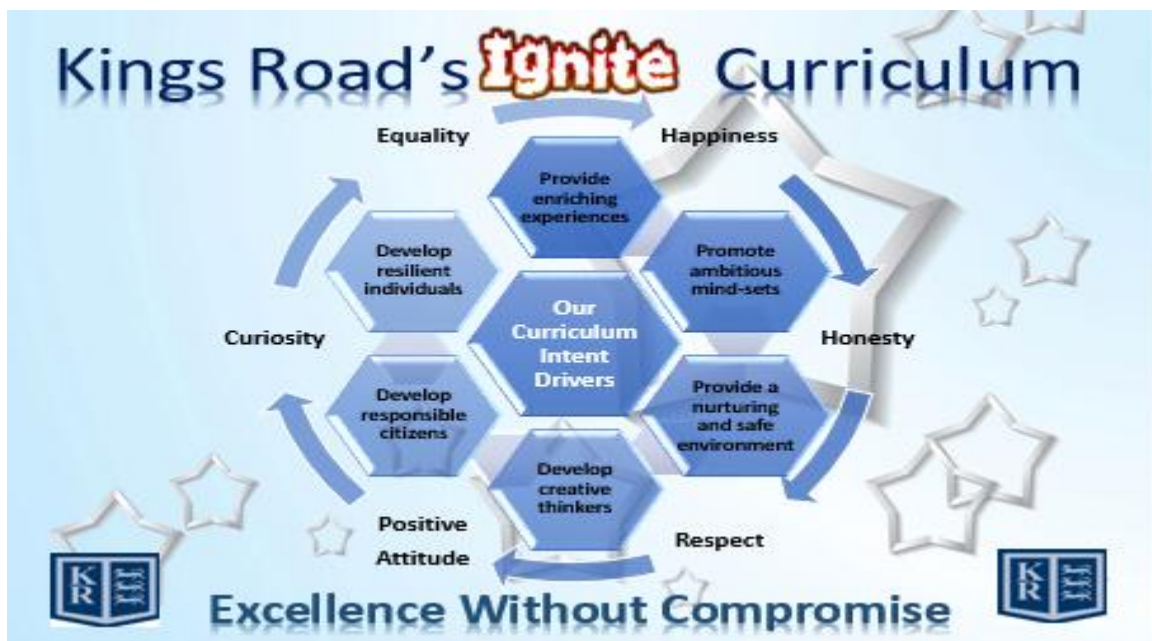 Kings Road's Ignite Curriculum
Equality
Happiness
Provide
enriching
experiences
Develop
resilient
individuals
Promote
ambitious
mind-sets
Our
Curriculum
Intent
Drivers
Curiosity
Honesty
Develop
responsible
citizens
Provide a
nurturing
and safe
environment
Develop
creative
thinkers
Positive
Attitude
Respect
K
R
K
R
Excellence Without Compromise